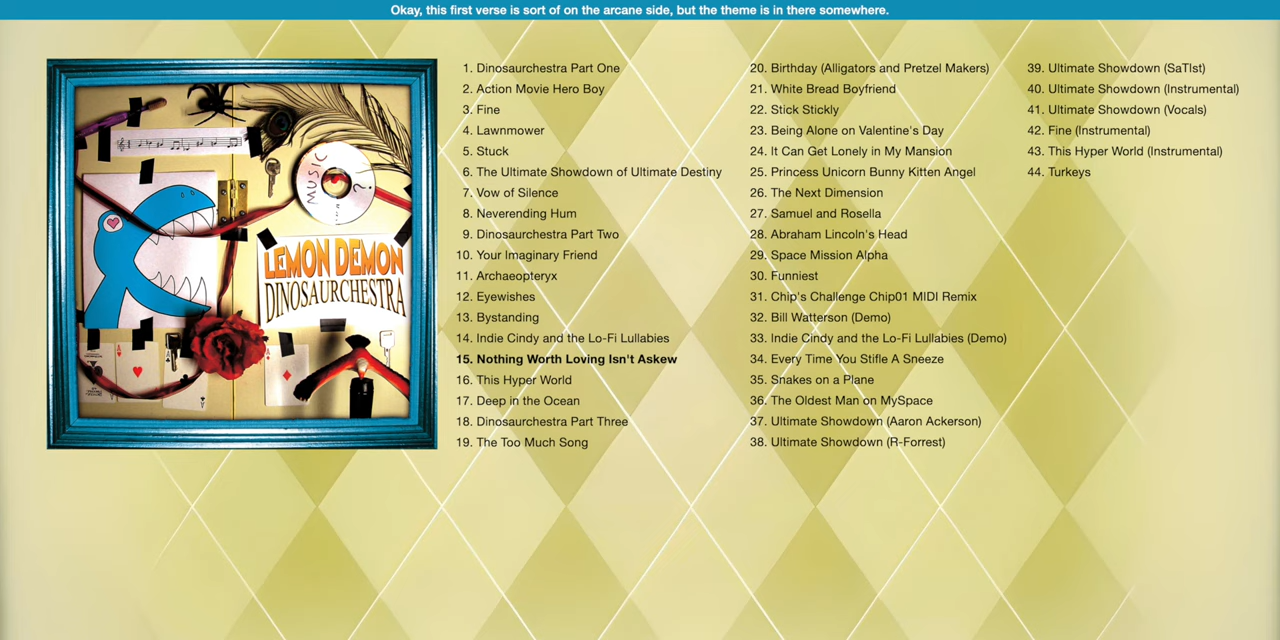 Okay, this first verse is sort of on the arcane side, but the theme is in there somewhere.
MUSIC
LEMON DEMON
DINOSAURCHESTRA
1. Dinosaurchestra Part One
2. Action Movie Hero Boy
3. Fine
4. Lawnmower
5. Stuck
6. The Ultimate Showdown of Ultimate Destiny
7. Vow of Silence
8. Neverending Hum
9. Dinosaurchestra Part Two
10. Your Imaginary Friend
11. Archaeopteryx
12. Eyewishes
13. Bystanding
14. Indie Cindy and the Lo-Fi Lullabies
15. Nothing Worth Loving Isn't Askew
16. This Hyper World
17. Deep in the Ocean
18. Dinosaurchestra Part Three
19. The Too Much Song
20. Birthday (Alligators and Pretzel Makers)
21. White Bread Boyfriend
22. Stick Stickly
23. Being Alone on Valentine's Day
24. It Can Get Lonely in My Mansion
25. Princess Unicorn Bunny Kitten Angel
26. The Next Dimension
27. Samuel and Rosella
28. Abraham Lincoln's Head
29. Space Mission Alpha
30. Funniest
31. Chip's Challenge Chip01 MIDI Remix
32. Bill Watterson (Demo)
33. Indie Cindy and the Lo-Fi Lullabies (Demo)
34. Every Time You Stifle A Sneeze
35. Snakes on a Plane
36. The Oldest Man on MySpace
37. Ultimate Showdown (Aaron Ackerson)
38. Ultimate Showdown (R-Forrest)
39. Ultimate Showdown (SaTIst)
40. Ultimate Showdown (Instrumental)
41. Ultimate Showdown (Vocals)
42. Fine (Instrumental)
43. This Hyper World (Instrumental)
44. Turkeys